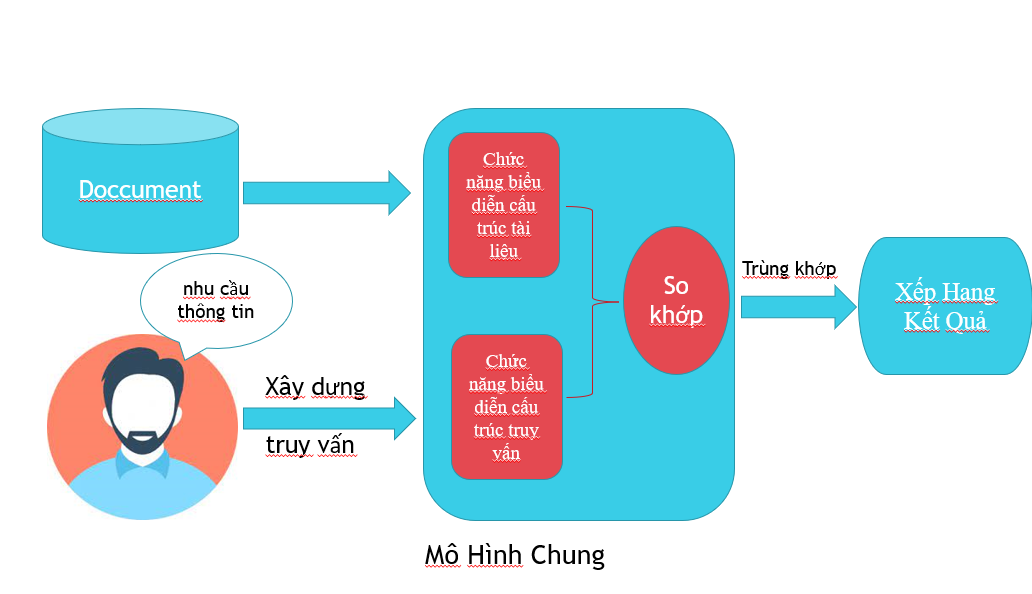 Doccument
nhu cầu
thông tin
Xây dựng
truy vấn
Chức
năng biểu
diễn cấu
trúc tài
liệu
Chức
năng biểu
diễn cấu
trúc truy
vấn
So
khớp
Trùng khớp
Xếp Hạng
Kết Quả
Mô Hình Chung